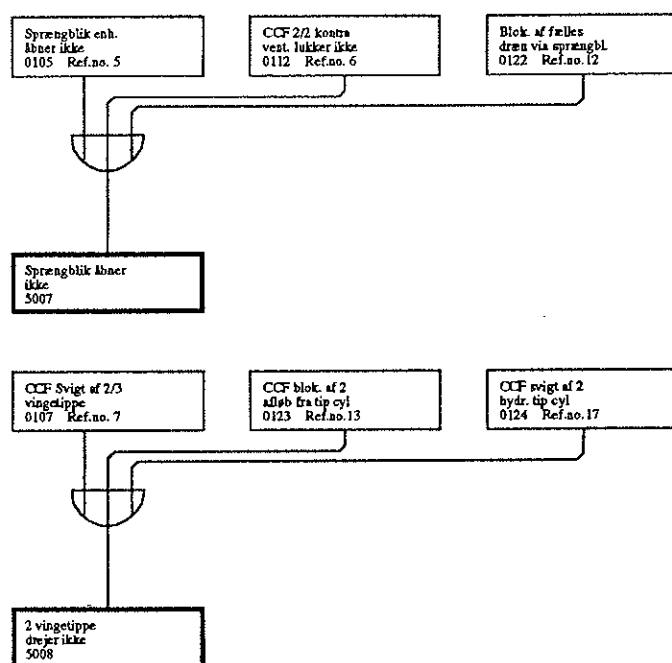 Sprængblik enh.
åbner ikke
0105 Ref.no. 5
CCF 2/2 kontra
vent. lukker ikke
0112 Ref.no. 6
Blok. af fælles
dræn via sprængbl.
0122 Ref.no.12
Sprængblik åbner
ikke
5007
CCF Svigt af 2/3
vingetippe
0107 Ref.no. 7
CCF blok. af 2
afløb fra tip cyl
0123 Ref.no.13
CCF svigt af 2
hydr. tip cyl
0124 Ref.no.17
2 vingetippe
drejer ikke
5008